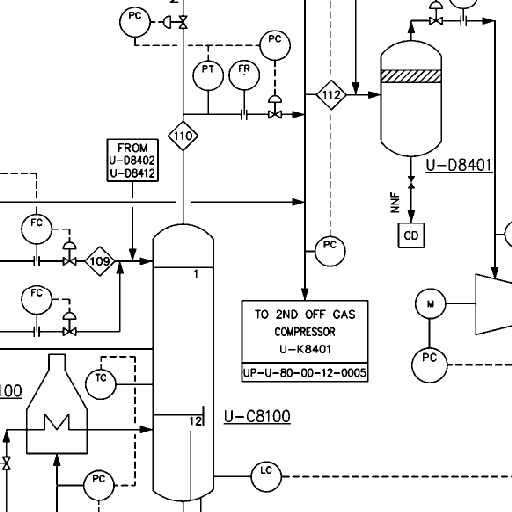 PC
PC
PT
FR
112
110
FROM
U-D8402
U-D8412
U-D8401
NNF
CD
FC
109
PC
1
FC
TO 2ND OFF GAS
COMPRESSOR
U-K8401
UP-U-80-00-12-0005
M
PC
TC
100
12
U-C8100
LC
PC